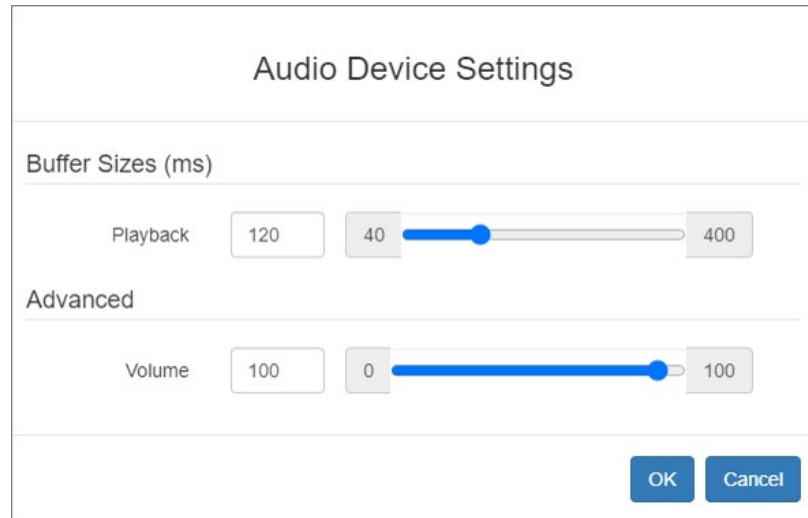 Audio Device Settings
Buffer Sizes (ms)
Playback 120 40 400
Advanced
Volume 100 0 100
OK Cancel